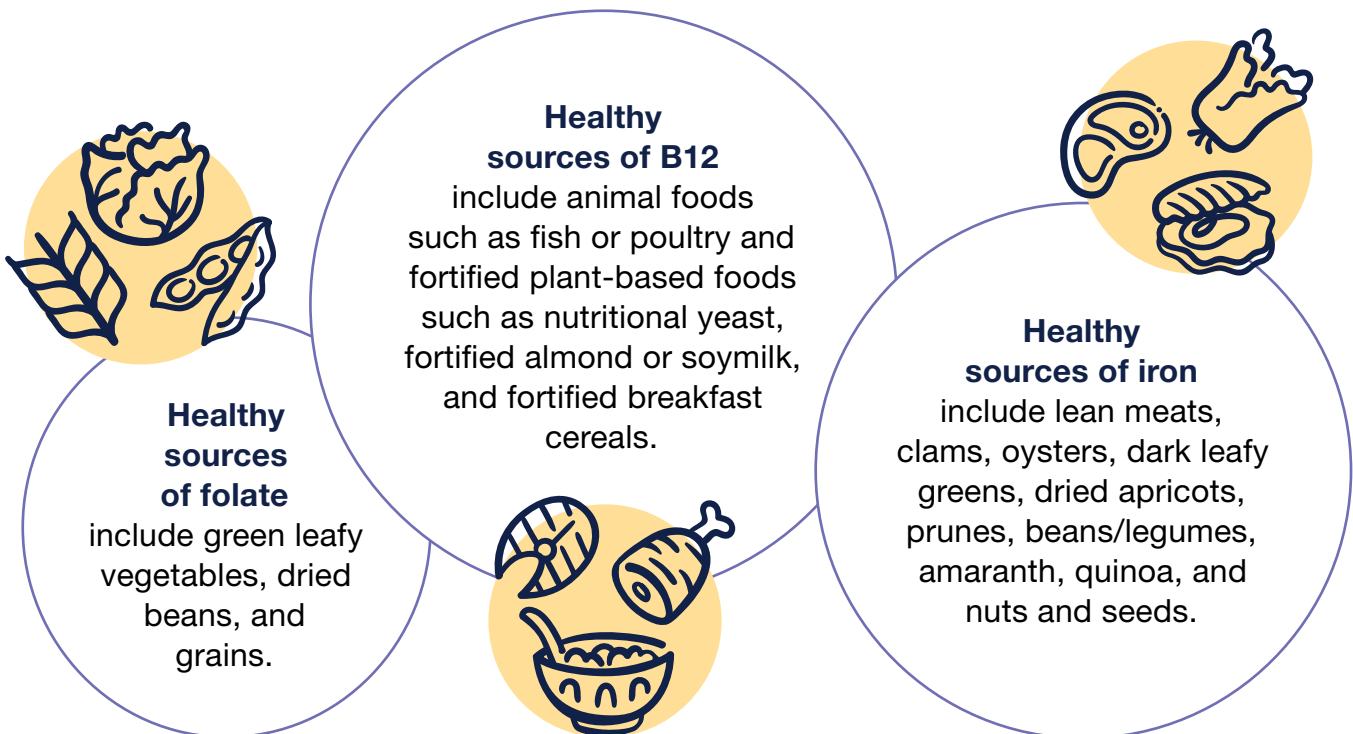 Healthy
sources
of folate
include green leafy
vegetables, dried
beans, and
grains.
Healthy
sources of B12
include animal foods
such as fish or poultry and
fortified plant-based foods
such as nutritional yeast,
fortified almond or soymilk,
and fortified breakfast
cereals.
Healthy
sources of iron
include lean meats,
clams, oysters, dark leafy
greens, dried apricots,
prunes, beans/legumes,
amaranth, quinoa, and
nuts and seeds.